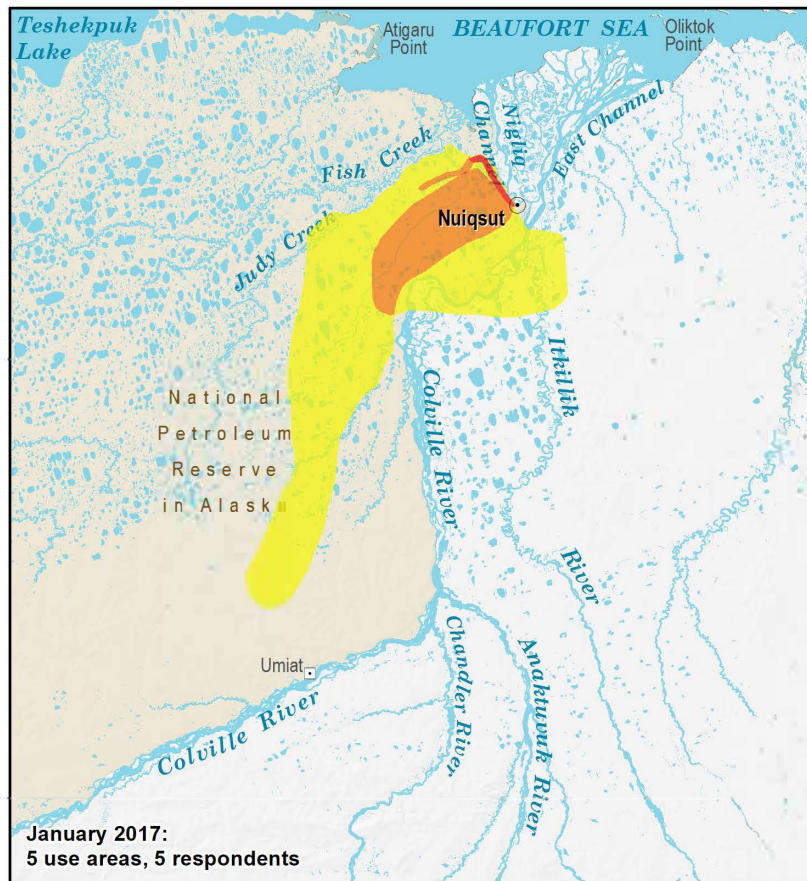 Teshekpuk
Lake
Atigaru
Point
BEAUFORT SEA
Oliktok
Point
Nigliq
Channel
East Channel
Fish Creek
Judy Creek
Nuiqsut
Itkillik
River
Colville River
National
Petroleum
Reserve
in Alaska
Umiat
Colville River
Chandler River
Anaktuvuk River
January 2017:
5 use areas, 5 respondents